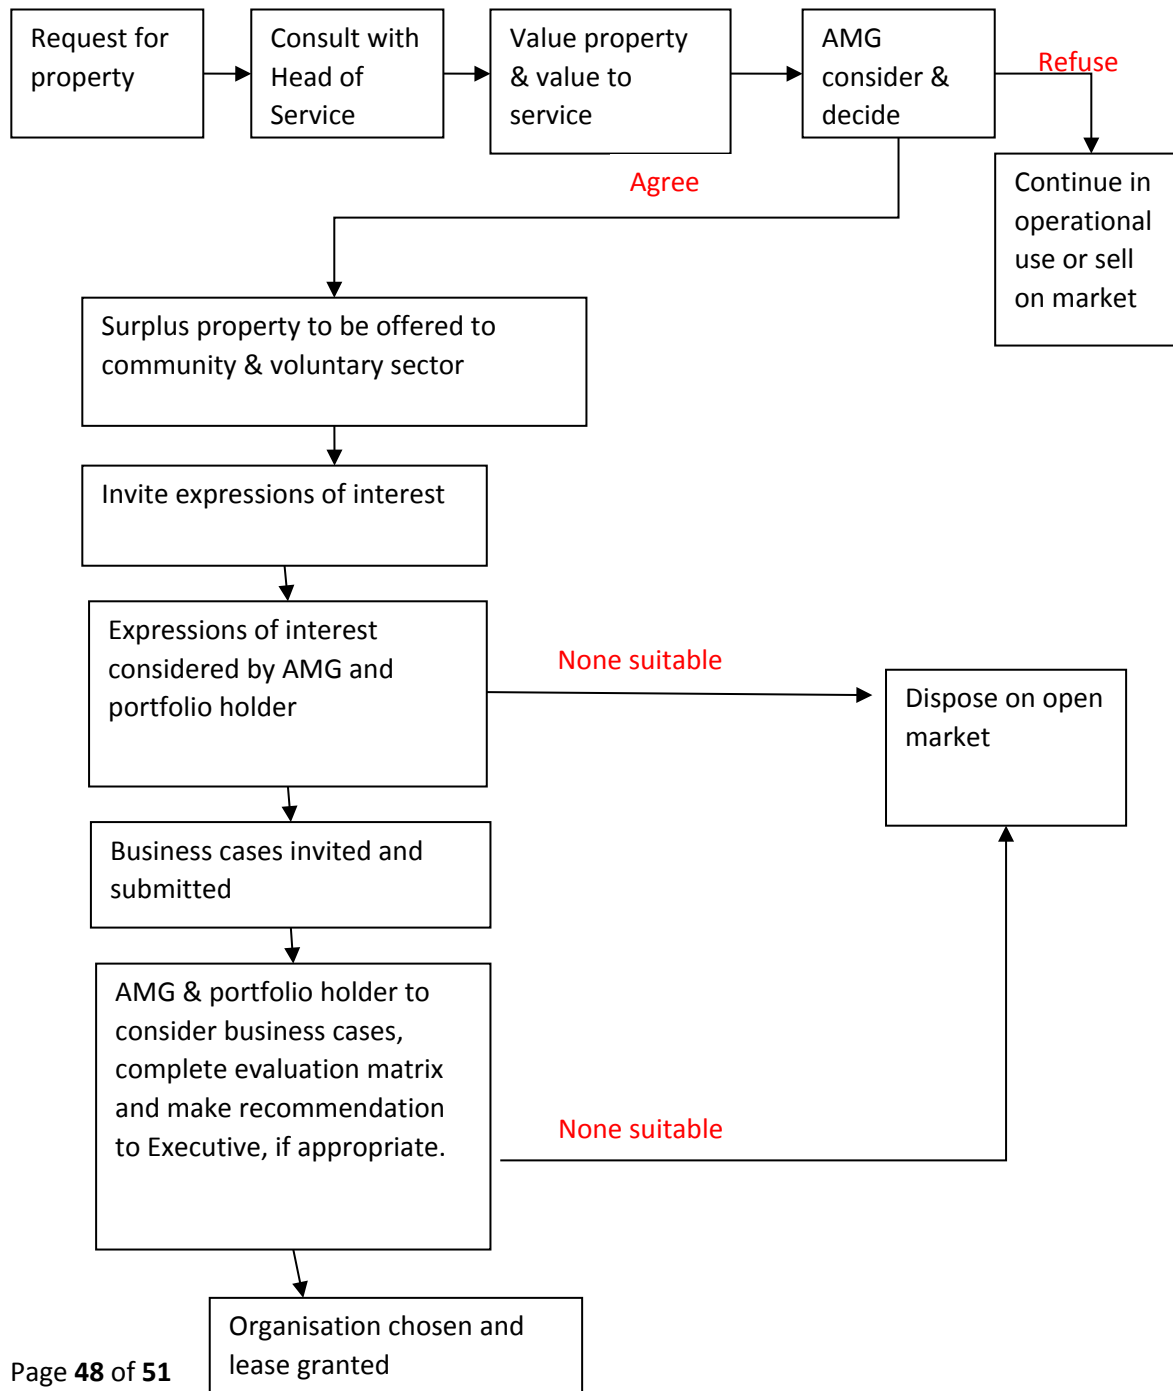 Request for
property
Consult with
Head of
Service
Value property
& value to
service
AMG
consider &
decide
Refuse
Agree
Continue in
operational
use or sell
on market
Surplus property to be offered to
community & voluntary sector
Invite expressions of interest
Expressions of interest
considered by AMG and
portfolio holder
None suitable
Dispose on open
market
Business cases invited and
submitted
AMG & portfolio holder to
consider business cases,
complete evaluation matrix
and make recommendation
to Executive, if appropriate.
None suitable
Organisation chosen and
lease granted
Page 48 of 51